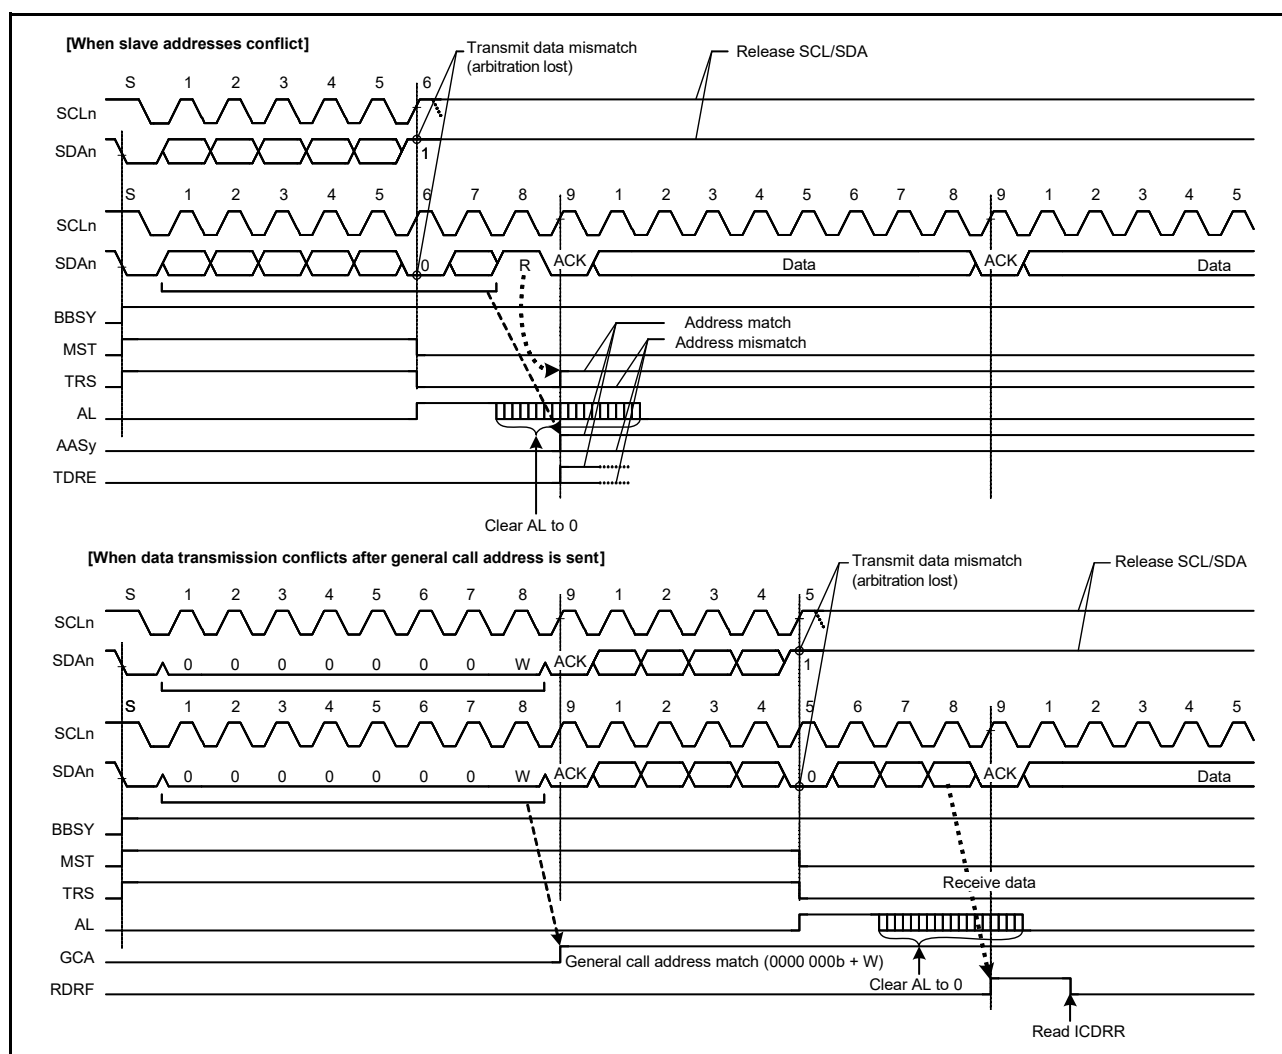 [When slave addresses conflict]
Transmit data mismatch
(arbitration lost)
Release SCL/SDA
S 1 2 3 4 5 6
SCLn
SDAn
1
S 1 2 3 4 5 6 7 8 9 1 2 3 4 5 6 7 8 9 1 2 3 4 5
SCLn
SDAn 0 R ACK Data ACK Data
BBSY
Address match
MST
Address mismatch
TRS
AL
AASy
TDRE
Clear AL to 0
[When data transmission conflicts after general call address is sent]
Transmit data mismatch
(arbitration lost)
Release SCL/SDA
S 1 2 3 4 5 6 7 8 9 1 2 3 4 5
SCLn
SDAn 0 0 0 0 0 0 0 W ACK 1
S 1 2 3 4 5 6 7 8 9 1 2 3 4 5 6 7 8 9 1 2 3 4 5
SCLn
SDAn 0 0 0 0 0 0 0 W ACK 0 ACK Data
BBSY
MST
TRS
Receive data
AL
GCA
General call address match (0000 000b + W)
Clear AL to 0
RDRF
Read ICDRR